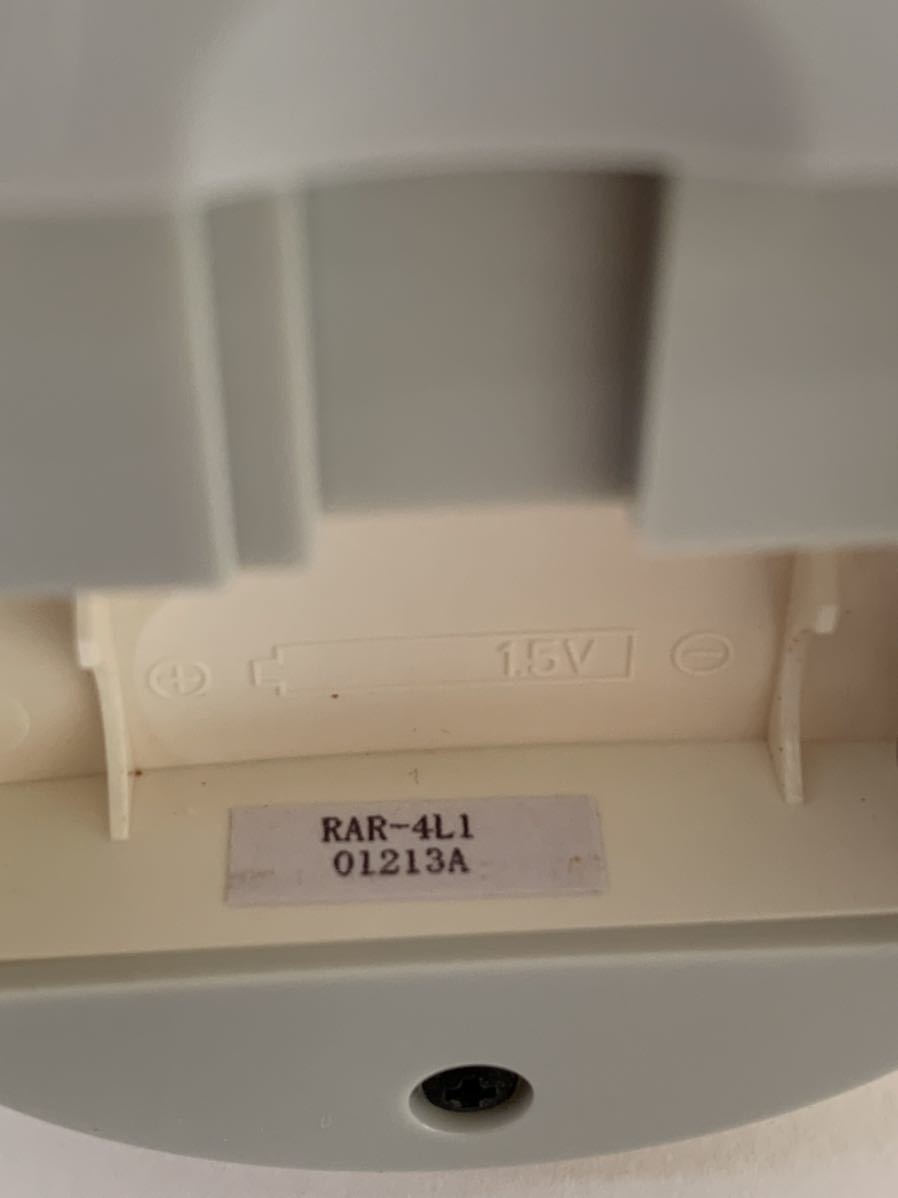 ⊕ 1.5V ⊖
RAR-4L1
01213A